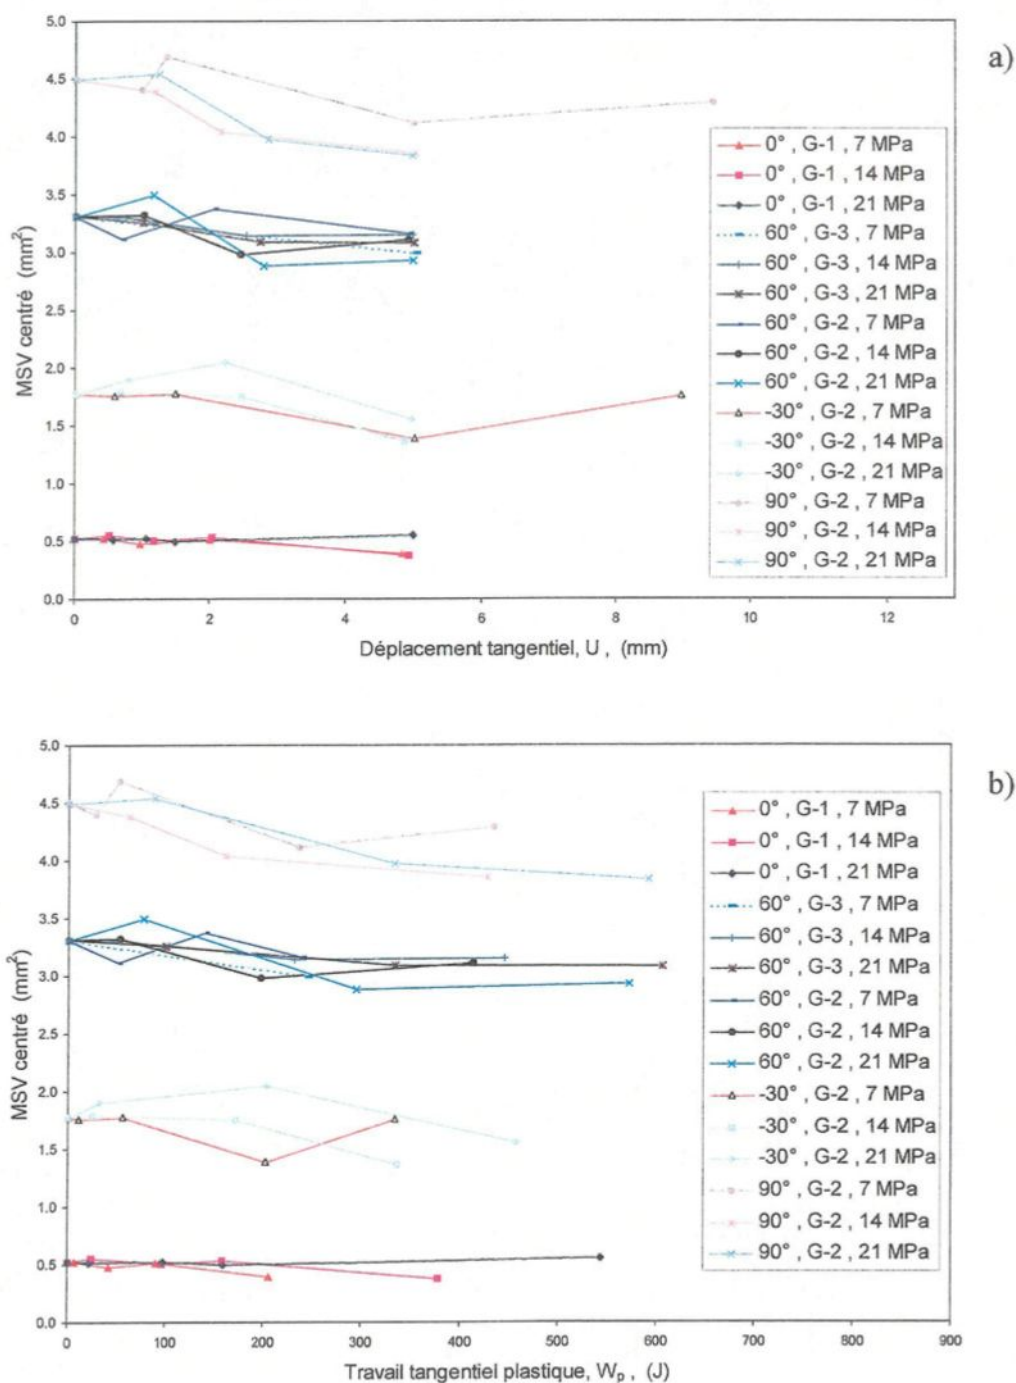 a)
5.0
4.5
4.0
3.5
3.0
2.5
2.0
1.5
1.0
0.5
0.0
MSV centré (mm²)
0 2 4 6 8 10 12
Déplacement tangentiel, U , (mm)
0° , G-1 , 7 MPa
0° , G-1 , 14 MPa
0° , G-1 , 21 MPa
60° , G-3 , 7 MPa
60° , G-3 , 14 MPa
60° , G-3 , 21 MPa
60° , G-2 , 7 MPa
60° , G-2 , 14 MPa
60° , G-2 , 21 MPa
-30° , G-2 , 7 MPa
-30° , G-2 , 14 MPa
-30° , G-2 , 21 MPa
90° , G-2 , 7 MPa
90° , G-2 , 14 MPa
90° , G-2 , 21 MPa
b)
5.0
4.5
4.0
3.5
3.0
2.5
2.0
1.5
1.0
0.5
0.0
MSV centré (mm²)
0 100 200 300 400 500 600 700 800 900
Travail tangentiel plastique, Wp , (J)
0° , G-1 , 7 MPa
0° , G-1 , 14 MPa
0° , G-1 , 21 MPa
60° , G-3 , 7 MPa
60° , G-3 , 14 MPa
60° , G-3 , 21 MPa
60° , G-2 , 7 MPa
60° , G-2 , 14 MPa
60° , G-2 , 21 MPa
-30° , G-2 , 7 MPa
-30° , G-2 , 14 MPa
-30° , G-2 , 21 MPa
90° , G-2 , 7 MPa
90° , G-2 , 14 MPa
90° , G-2 , 21 MPa